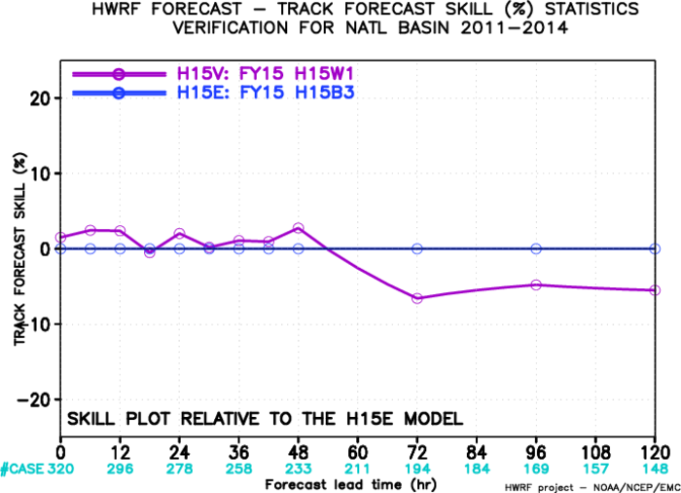 HWRF FORECAST – TRACK FORECAST SKILL (%) STATISTICS
VERIFICATION FOR NATL BASIN 2011–2014
H15V: FY15 H15W1
H15E: FY15 H15B3
TRACK FORECAST SKILL (%)
20
10
0
–10
–20
SKILL PLOT RELATIVE TO THE H15E MODEL
0 12 24 36 48 60 72 84 96 108 120
#CASE 320 296 278 258 233 211 194 184 169 157 148
Forecast lead time (hr)
HWRF project – NOAA/NCEP/EMC